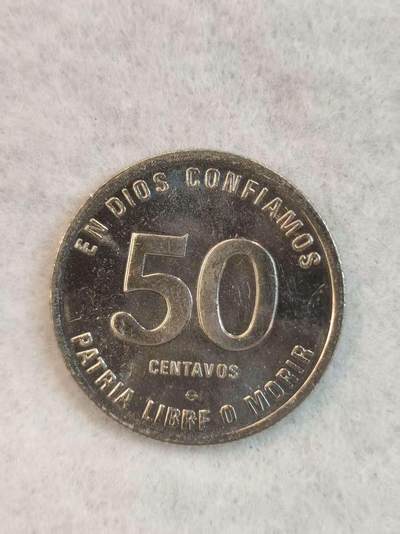 EN DIOS CONFIAMOS
50
CENTAVOS
PATRIA LIBRE O MORIR